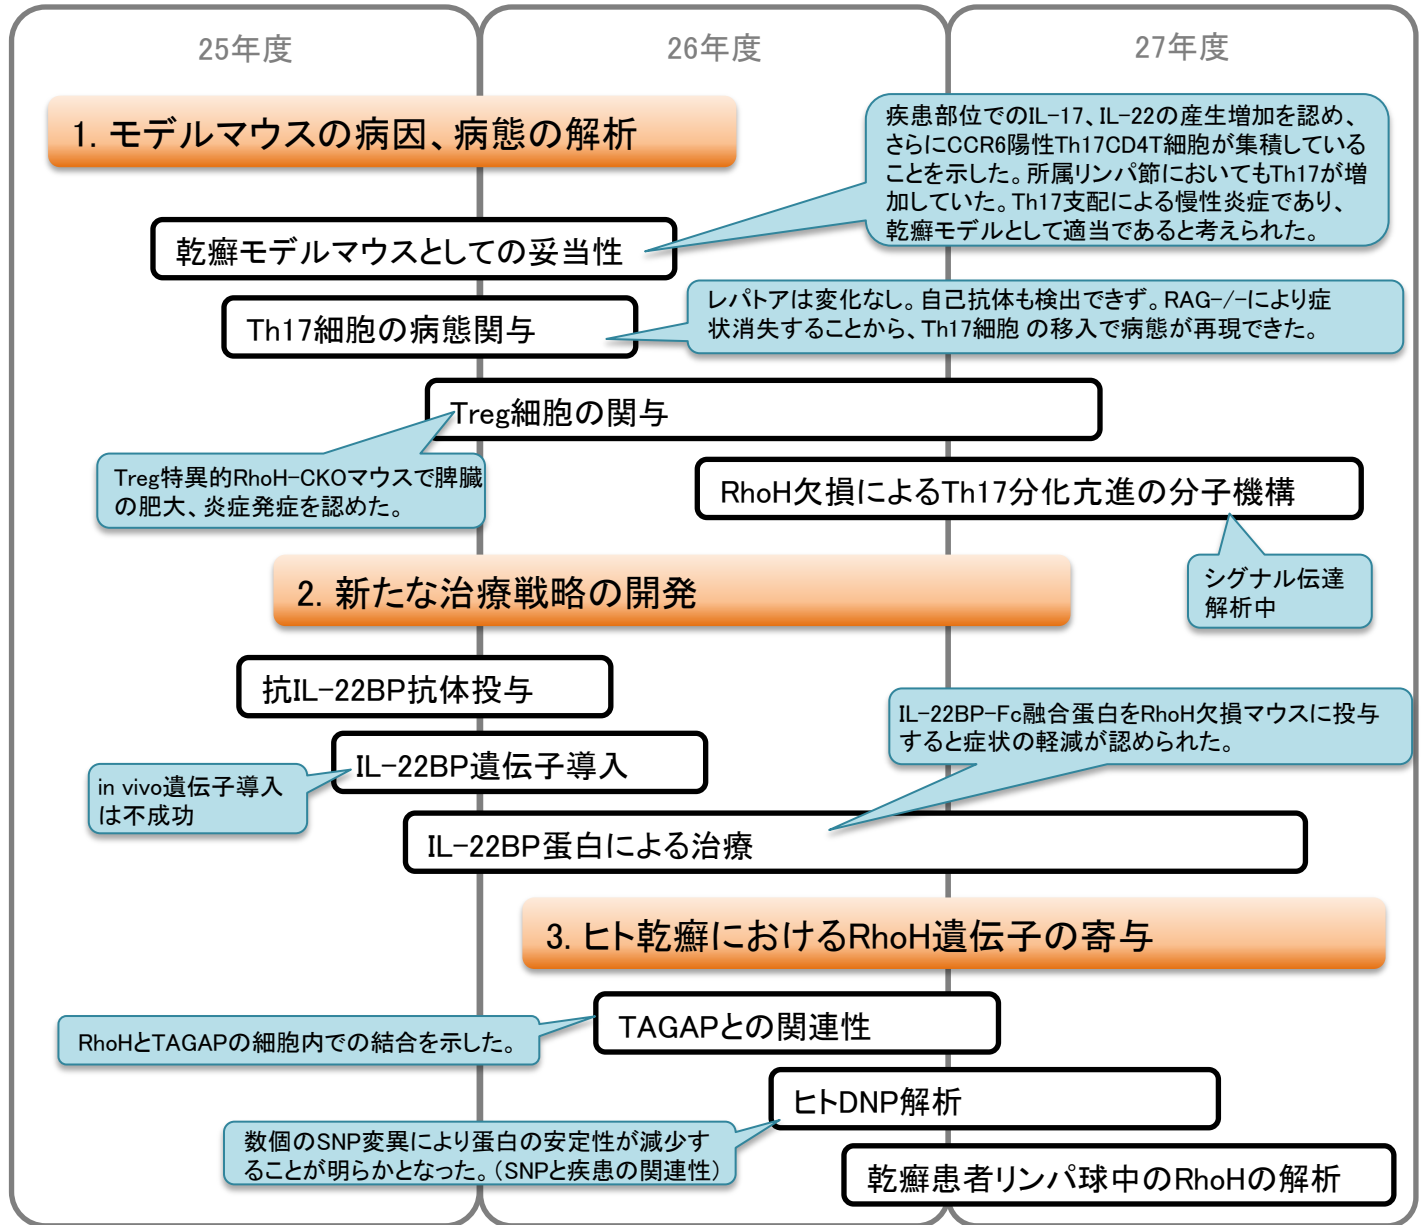 25年度
26年度
27年度
1. モデルマウスの病因、病態の解析
疾患部位でのIL-17、IL-22の産生増加を認め、
さらにCCR6陽性Th17CD4T細胞が集積している
ことを示した。所属リンパ節においてもTh17が増
加していた。Th17支配による慢性炎症であり、
乾癬モデルとして適当であると考えられた。
乾癬モデルマウスとしての妥当性
レパトアは変化なし。自己抗体も検出できず。RAG-/-により症
状消失することから、Th17細胞 の移入で病態が再現できた。
Th17細胞の病態関与
Treg細胞の関与
Treg特異的RhoH-CKOマウスで脾臓
の肥大、炎症発症を認めた。
RhoH欠損によるTh17分化亢進の分子機構
シグナル伝達
解析中
2. 新たな治療戦略の開発
抗IL-22BP抗体投与
IL-22BP-Fc融合蛋白をRhoH欠損マウスに投与
すると症状の軽減が認められた。
IL-22BP遺伝子導入
in vivo遺伝子導入
は不成功
IL-22BP蛋白による治療
3. ヒト乾癬におけるRhoH遺伝子の寄与
TAGAPとの関連性
RhoHとTAGAPの細胞内での結合を示した。
ヒトDNP解析
数個のSNP変異により蛋白の安定性が減少す
ることが明らかとなった。（SNPと疾患の関連性）
乾癬患者リンパ球中のRhoHの解析